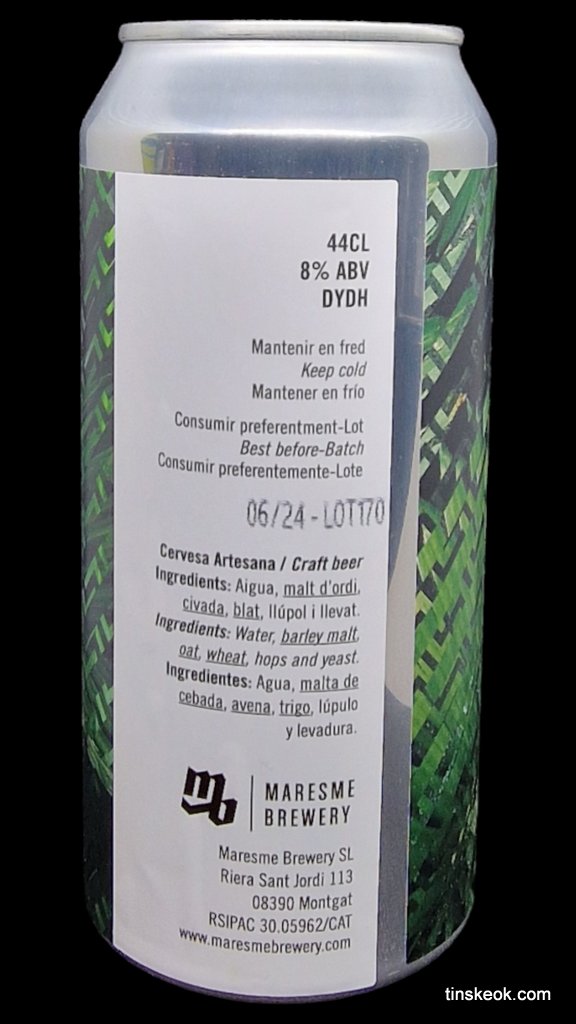 44CL
8% ABV
DYDH
Mantenir en fred
Keep cold
Mantener en frío
Consumir preferentment-Lot
Best before-Batch
Consumir preferentemente-Lote
06/24 - LOT170
Cervesa Artesana / Craft beer
Ingredients: Aigua, malt d'ordi,
civada, blat, llúpol i llevat.
Ingredients: Water, barley malt,
oat, wheat, hops and yeast.
Ingredientes: Agua, malta de
cebada, avena, trigo, lúpulo
y levadura.
mb
MARESME
BREWERY
Maresme Brewery SL
Riera Sant Jordi 113
08390 Montgat
RSIPAC 30.05962/CAT
www.maresmebrewery.com
tinskeok.com